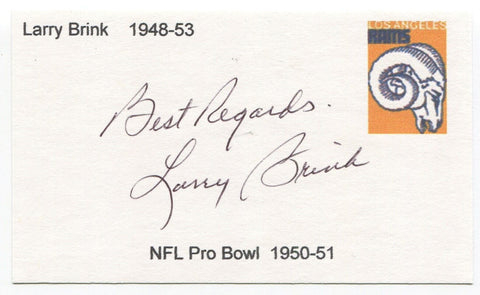 Larry Brink 1948-53
LOS ANGELES
RAMS
Best Regards.
Larry Brink
NFL Pro Bowl 1950-51